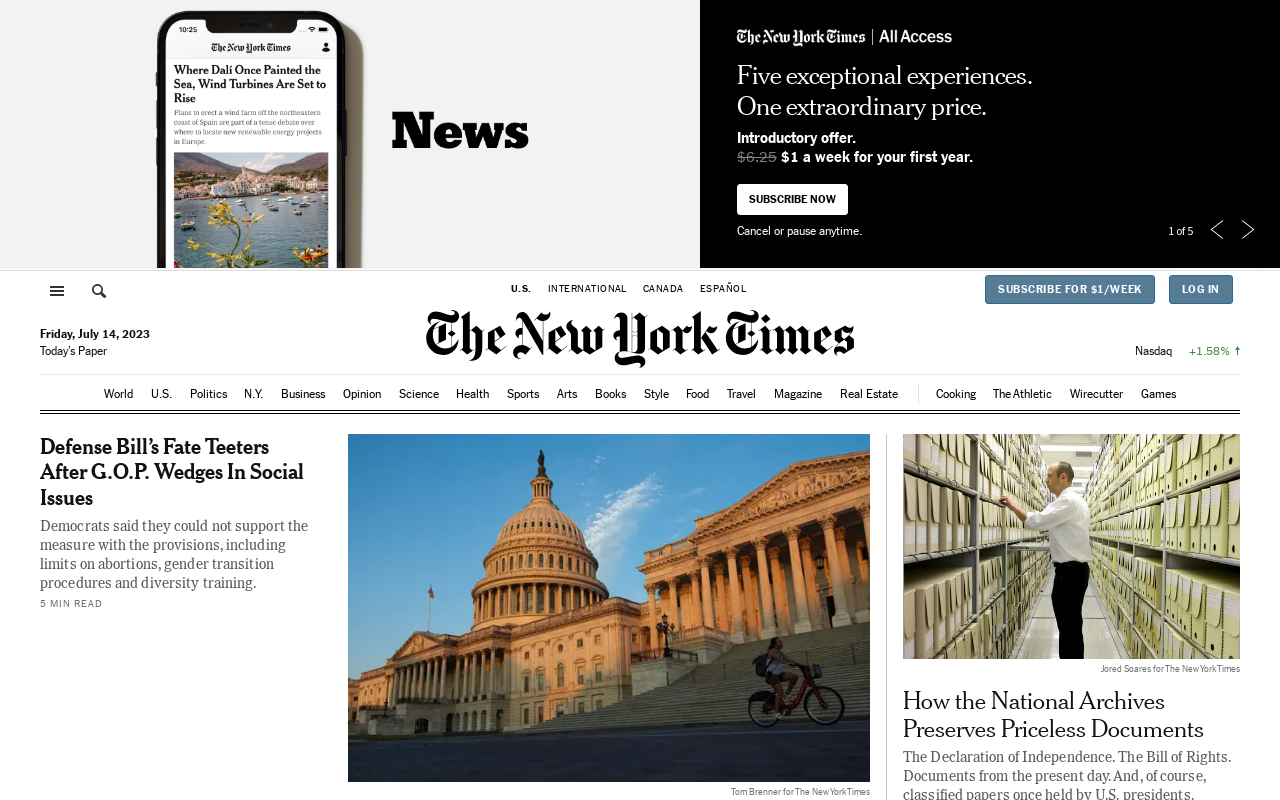 10:25
The New York Times
Where Dalí Once Painted the
Sea, Wind Turbines Are Set to
Rise
Plans to erect a wind farm off the northeastern
coast of Spain are part of a tense debate over
where to locate new renewable energy projects
in Europe.
News
The New York Times | All Access
Five exceptional experiences.
One extraordinary price.
Introductory offer.
$6.25 $1 a week for your first year.
SUBSCRIBE NOW
Cancel or pause anytime.
1 of 5
U.S. INTERNATIONAL CANADA ESPAÑOL
SUBSCRIBE FOR $1/WEEK LOG IN
Friday, July 14, 2023
Today's Paper
The New York Times
Nasdaq +1.58%
World U.S. Politics N.Y. Business Opinion Science Health Sports Arts Books Style Food Travel Magazine Real Estate Cooking The Athletic Wirecutter Games
Defense Bill's Fate Teeters
After G.O.P. Wedges In Social
Issues
Democrats said they could not support the
measure with the provisions, including
limits on abortions, gender transition
procedures and diversity training.
5 MIN READ
Tom Brenner for The New York Times
Jored Soares for The New York Times
How the National Archives
Preserves Priceless Documents
The Declaration of Independence. The Bill of Rights.
Documents from the present day. And, of course,
classified papers once held by U.S. presidents.